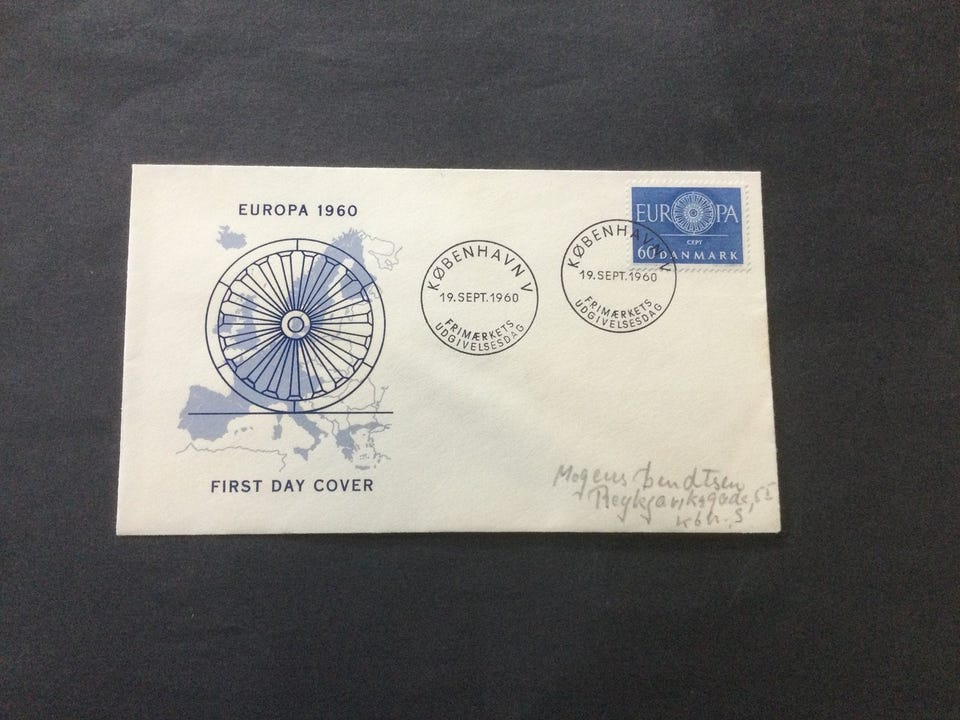 EUROPA 1960
FIRST DAY COVER
KØBENHAVN V
19.SEPT.1960
FRIMÆRKETS
UDGIVELSESDAG
KØBENHAVN V
19.SEPT.1960
FRIMÆRKETS
UDGIVELSESDAG
EUROPA
CEPT
60 DANMARK
Mogens Bendtsen
Reykjaviksgade,
Kbh. S